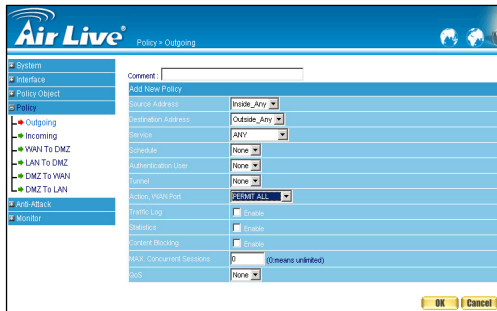 Air Live®
Policy > Outgoing
System
Interface
Policy Object
Policy
Outgoing
Incoming
WAN To DMZ
LAN To DMZ
DMZ To WAN
DMZ To LAN
Anti-Attack
Monitor
Comment :
Add New Policy
Source Address Inside_Any
Destination Address Outside_Any
Service ANY
Schedule None
Authentication User None
Tunnel None
Action, WAN Port PERMIT ALL
Traffic Log Enable
Statistics Enable
Content Blocking Enable
MAX. Concurrent Sessions 0 (0:means unlimited)
QoS None
OK Cancel